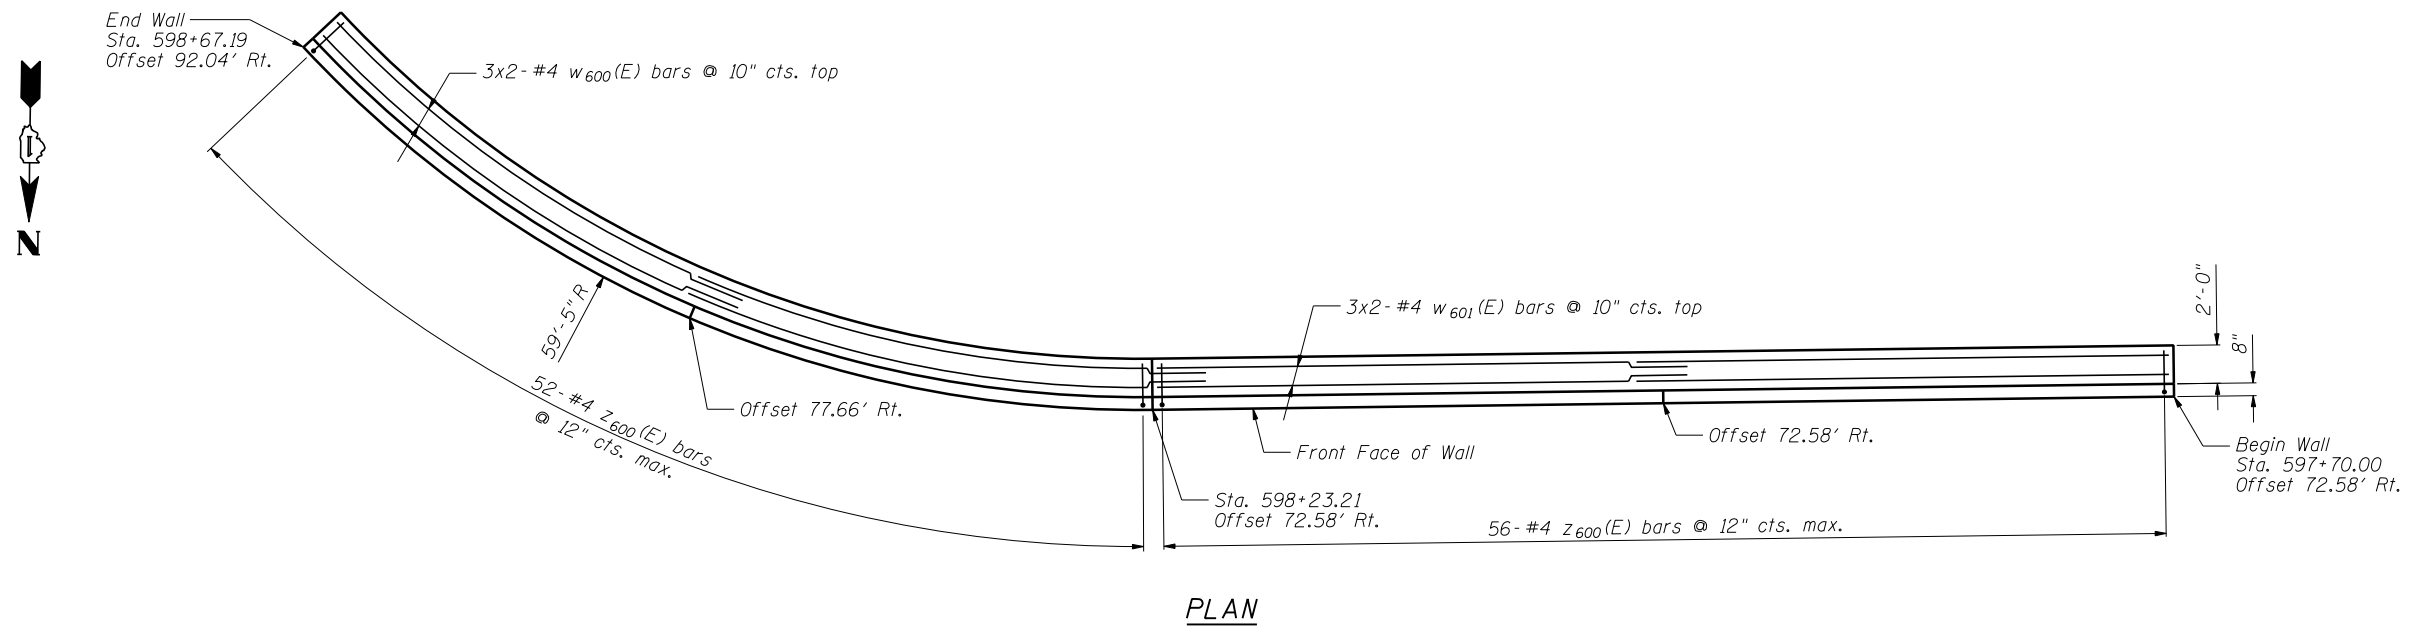 End Wall
Sta. 598+67.19
Offset 92.04' Rt.
3x2-#4 w600(E) bars @ 10" cts. top
N
59'-5" R
52-#4 z600(E) bars
@ 12" cts. max.
Offset 77.66' Rt.
3x2-#4 w601(E) bars @ 10" cts. top
2'-0"
8"
Front Face of Wall
Offset 72.58' Rt.
Begin Wall
Sta. 597+70.00
Offset 72.58' Rt.
Sta. 598+23.21
Offset 72.58' Rt.
56-#4 z600(E) bars @ 12" cts. max.
PLAN